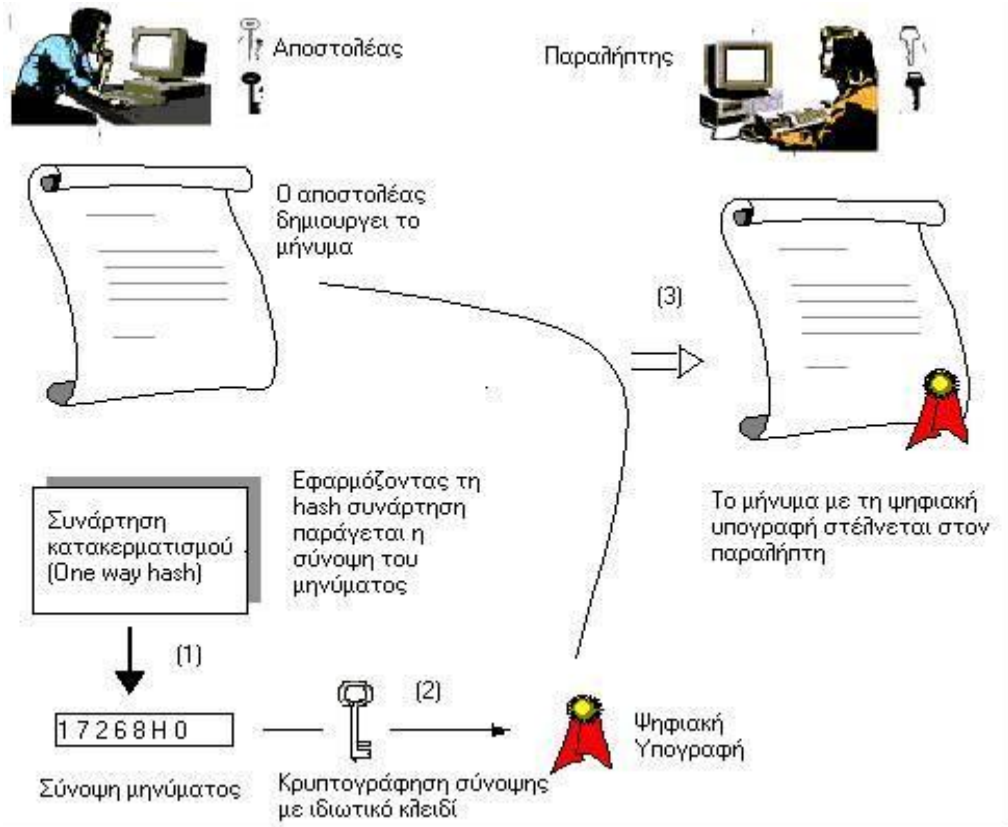 Αποστολέας
Παραλήπτης
Ο αποστολέας
δημιουργει το
μήνυμα
(3)
Το μήνυμα με τη ψηφιακή
υπογραφή στέλνεται στον
παραλήπτη
Συνάρτηση
κατακερματισμού
(One way hash)
Εφαρμόζοντας τη
hash συνάρτηση
παράγεται η
σύνοψη του
μηνύματος
(1)
17268H0
Σύνοψη μηνύματος
(2)
Κρυπτογράφηση σύνοψης
με ιδιωτικό κλειδί
Ψηφιακή
Υπογραφή